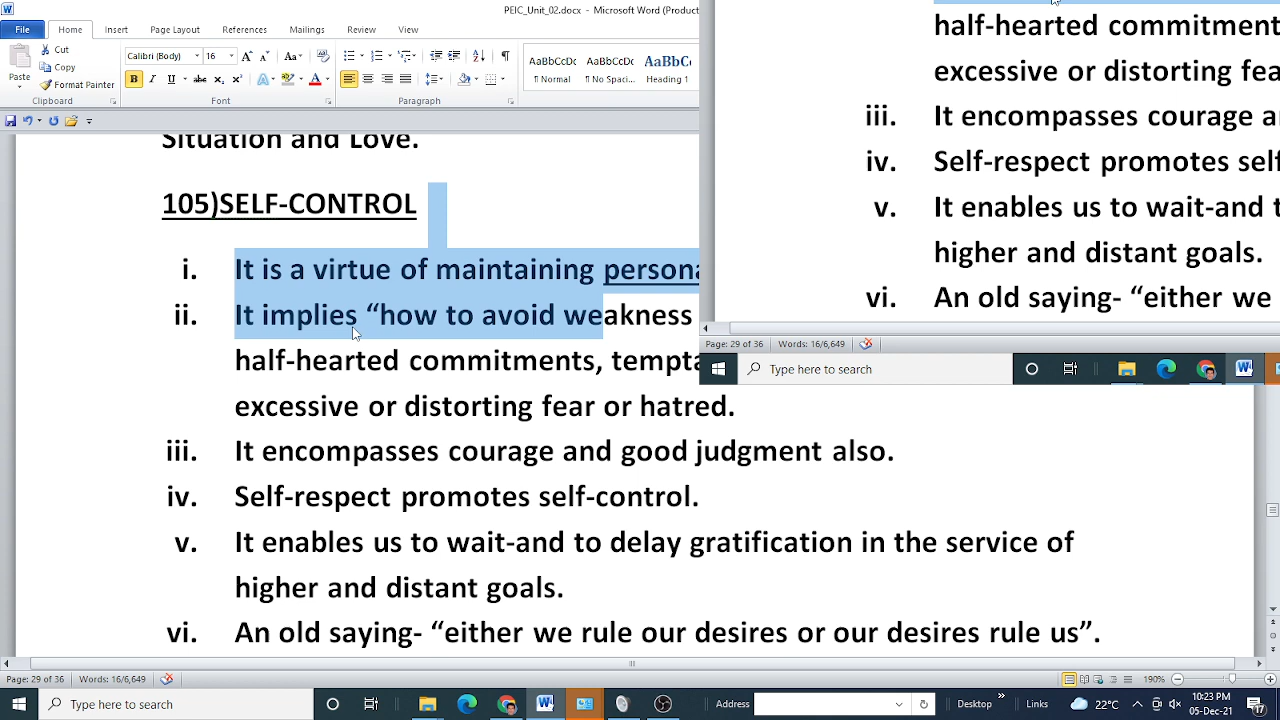 PEIC_Unit_02.docx - Microsoft Word (Product
File Home Insert Page Layout References Mailings Review View
Cut
Copy
Format Painter
Paste
Clipboard
Calibri (Body) 16
Font
Paragraph
AaBbCcDc AaBbCcDc AaBbCc
¶ Normal ¶ No Spaci... Heading 1
Situation and Love.
105)SELF-CONTROL
i. It is a virtue of maintaining persona
ii. It implies “how to avoid weakness
half-hearted commitments, tempta
excessive or distorting fear or hatred.
iii. It encompasses courage and good judgment also.
iv. Self-respect promotes self-control.
v. It enables us to wait-and to delay gratification in the service of
higher and distant goals.
vi. An old saying- “either we rule our desires or our desires rule us”.
half-hearted commitment
excessive or distorting fea
iii. It encompasses courage a
iv. Self-respect promotes self
v. It enables us to wait-and t
higher and distant goals.
vi. An old saying- “either we
Page: 29 of 36 Words: 16/6,649
Type here to search
Page: 29 of 36 Words: 16/6,649
190%
Type here to search
Address
Desktop
Links
22°C
10:23 PM
05-Dec-21
17